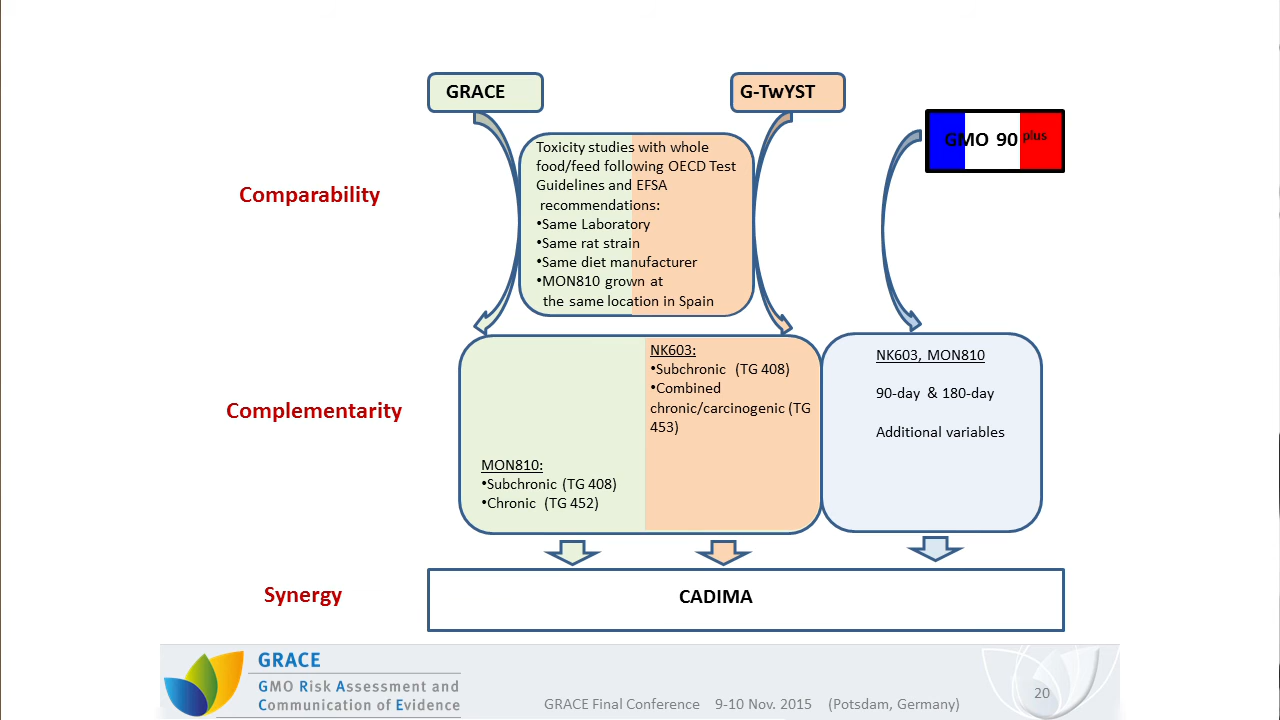 GRACE
G-TwYST
GMO 90 plus
Comparability
Toxicity studies with whole
food/feed following OECD Test
Guidelines and EFSA
recommendations:
•Same Laboratory
•Same rat strain
•Same diet manufacturer
•MON810 grown at
the same location in Spain
Complementarity
MON810:
•Subchronic (TG 408)
•Chronic (TG 452)
NK603:
•Subchronic (TG 408)
•Combined
chronic/carcinogenic (TG
453)
NK603, MON810
90-day & 180-day
Additional variables
Synergy
CADIMA
GRACE
GMO Risk Assessment and
Communication of Evidence
GRACE Final Conference 9-10 Nov. 2015 (Potsdam, Germany)
20